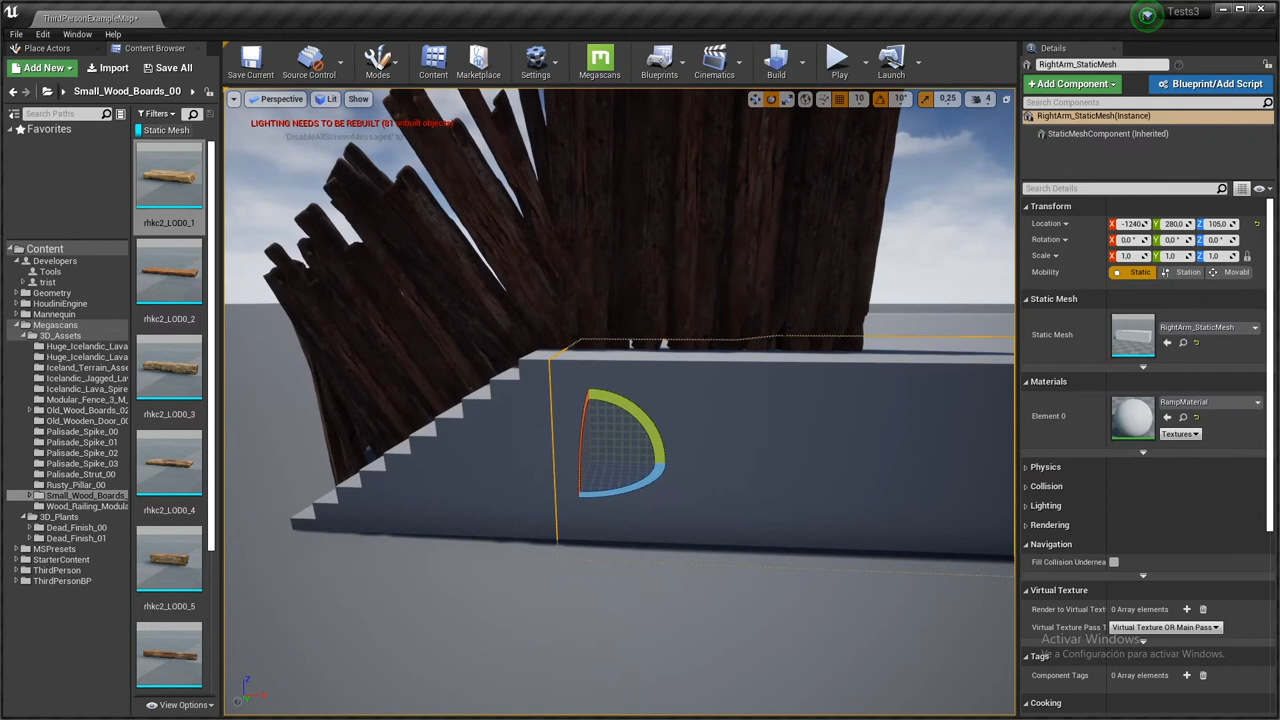 ThirdPersonExampleMap*
Tests3
File
Edit
Window
Help
Place Actors
Content Browser
Add New
Import
Save All
Small_Wood_Boards_00
Search Paths
Filters
Static Mesh
Favorites
Content
Developers
Tools
trist
Geometry
HoudiniEngine
Mannequin
Megascans
3D_Assets
Huge_Icelandic_Lava
Huge_Icelandic_Lava
Iceland_Terrain_Asse
Icelandic_Jagged_La
Icelandic_Lava_Spire
Modular_Fence_3_M
Old_Wood_Boards_02
Old_Wooden_Door_00
Palisade_Spike_00
Palisade_Spike_01
Palisade_Spike_02
Palisade_Spike_03
Palisade_Strut_00
Rusty_Pillar_00
Small_Wood_Boards_
Wood_Railing_Modula
3D_Plants
Dead_Finish_00
Dead_Finish_01
MSPresets
StarterContent
ThirdPerson
ThirdPersonBP
rhkc2_LOD0_1
rhkc2_LOD0_2
rhkc2_LOD0_3
rhkc2_LOD0_4
rhkc2_LOD0_5
View Options
Save Current
Source Control
Modes
Content
Marketplace
Settings
Megascans
Blueprints
Cinematics
Build
Play
Launch
Perspective
Lit
Show
10
10°
0,25
4
LIGHTING NEEDS TO BE REBUILT (81 unbuilt objects)
'DisableAllScreenMessages' to
Details
RightArm_StaticMesh
+Add Component
Blueprint/Add Script
Search Components
RightArm_StaticMesh(Instance)
StaticMeshComponent (Inherited)
Search Details
Transform
Location
X -1240 Y 280,0 Z 105,0
Rotation
X 0,0 ° Y 0,0 ° Z 0,0 °
Scale
X 1,0 Y 1,0 Z 1,0
Mobility
Static
Station
Movabl
Static Mesh
Static Mesh
RightArm_StaticMesh
Materials
Element 0
RampMaterial
Textures
Physics
Collision
Lighting
Rendering
Navigation
Fill Collision Undernea
Virtual Texture
Render to Virtual Text
0 Array elements
Virtual Texture Pass T
Virtual Texture OR Main Pass
Activar Windows
Ve a Configuración para activar Windows.
Tags
Component Tags
0 Array elements
Cooking